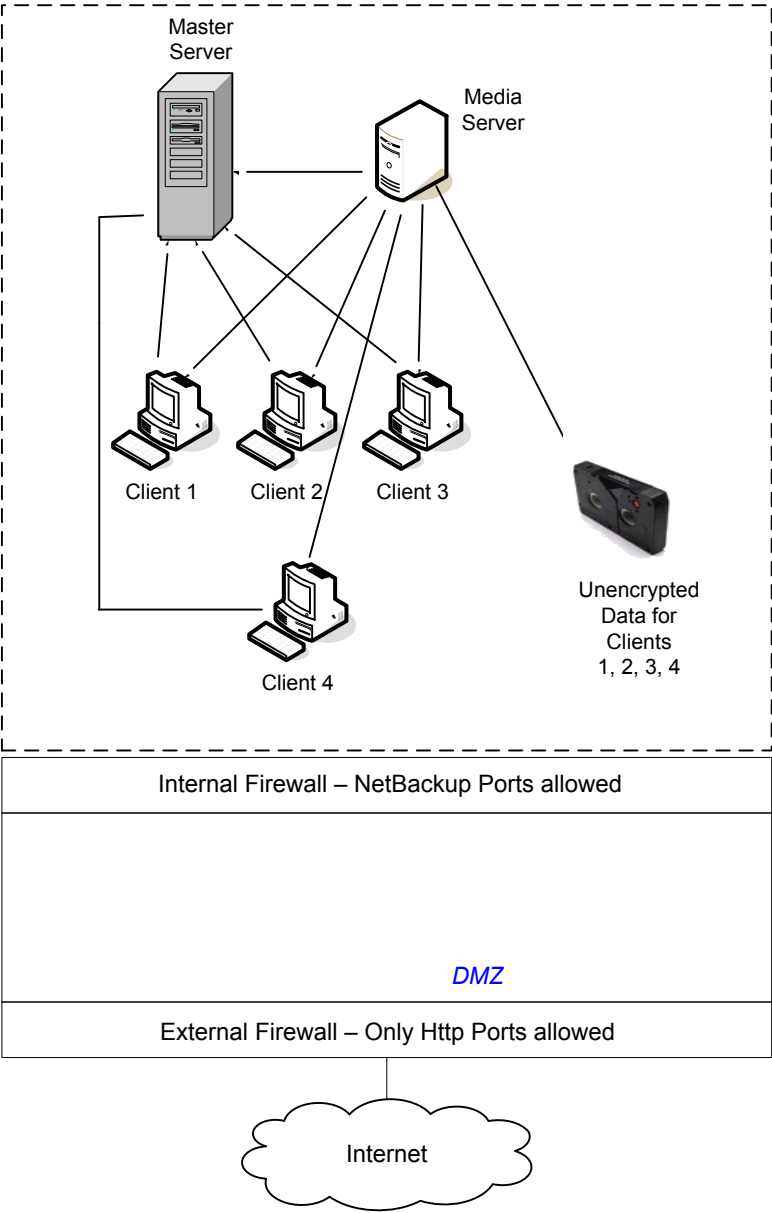 Master
Server
Media
Server
Client 1
Client 2
Client 3
Client 4
Unencrypted
Data for
Clients
1, 2, 3, 4
Internal Firewall – NetBackup Ports allowed
DMZ
External Firewall – Only Http Ports allowed
Internet